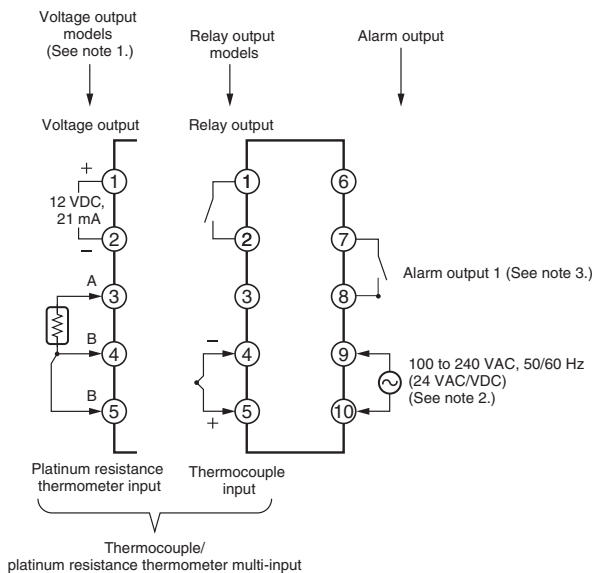 Voltage output
models
(See note 1.)
Relay output
models
Alarm output
Voltage output
Relay output
+
1
12 VDC,
21 mA
2
−
A
3
B
4
B
5
1
2
3
−
4
5
+
6
7
8
Alarm output 1 (See note 3.)
9
100 to 240 VAC, 50/60 Hz
(24 VAC/VDC)
(See note 2.)
10
Platinum resistance
thermometer input
Thermocouple
input
Thermocouple/
platinum resistance thermometer multi-input